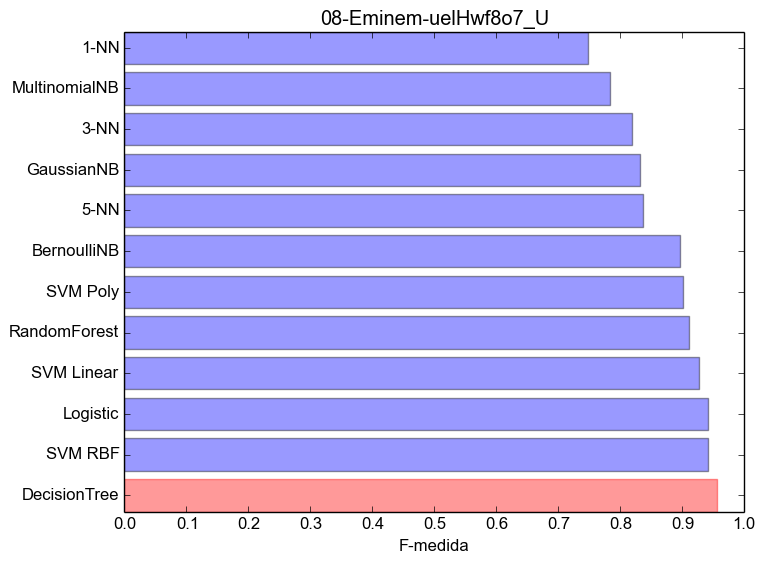 08-Eminem-uelHwf8o7_U
1-NN
MultinomialNB
3-NN
GaussianNB
5-NN
BernoulliNB
SVM Poly
RandomForest
SVM Linear
Logistic
SVM RBF
DecisionTree
0.0 0.1 0.2 0.3 0.4 0.5 0.6 0.7 0.8 0.9 1.0
F-medida